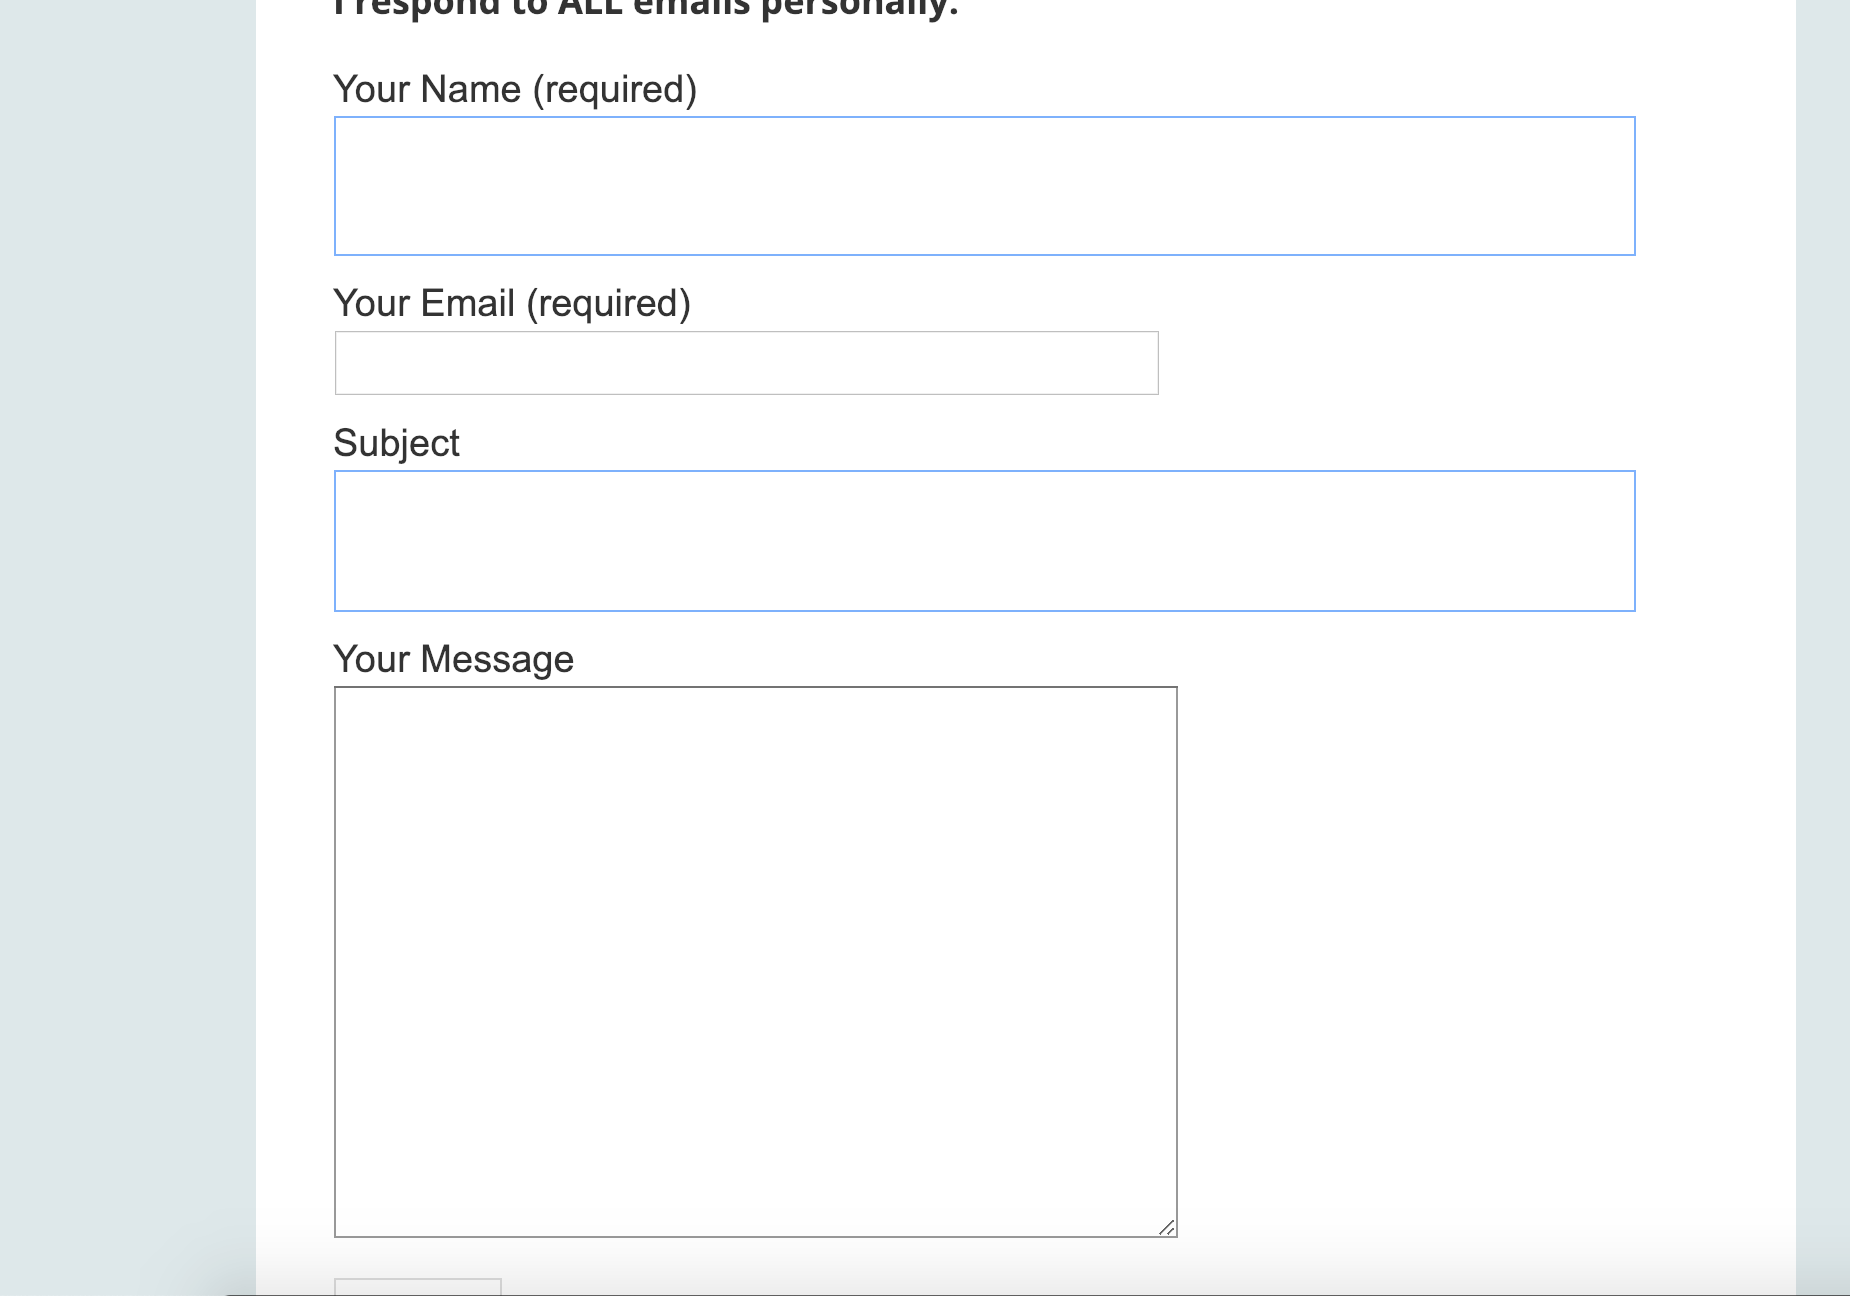 I respond to ALL emails personally.
Your Name (required)
Your Email (required)
Subject
Your Message